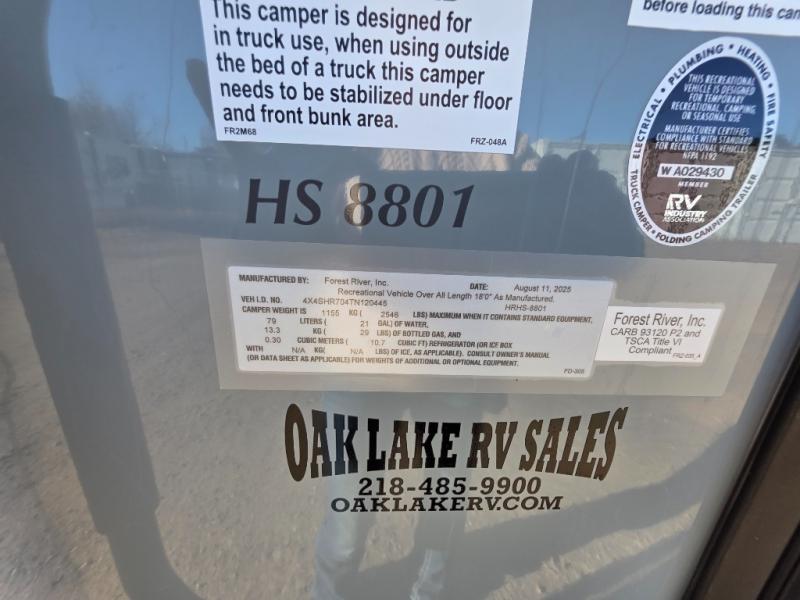 This camper is designed for
in truck use, when using outside
the bed of a truck this camper
needs to be stabilized under floor
and front bunk area.
FR2M68
FRZ-048A
before loading this cam
ELECTRICAL • PLUMBING • HEATING • FIRE SAFETY
THIS RECREATIONAL
VEHICLE IS DESIGNED
FOR TEMPORARY
RECREATIONAL, CAMPING
OR SEASONAL USE
MANUFACTURER CERTIFIES
COMPLIANCE WITH STANDARD
FOR RECREATIONAL VEHICLES
NFPA 1192
W A029430
MEMBER
RV
INDUSTRY
ASSOCIATION
TRUCK CAMPER • FOLDING CAMPING TRAILER
HS 8801
MANUFACTURED BY: Forest River, Inc. DATE: August 11, 2025
Recreational Vehicle Over All Length 18'0" As Manufactured.
VEH I.D. NO. 4X4SHR704TN120445 HRHS-8801
CAMPER WEIGHT IS 1155 KG ( 2546 LBS) MAXIMUM WHEN IT CONTAINS STANDARD EQUIPMENT,
79 LITERS ( 21 GAL) OF WATER,
13.3 KG ( 29 LBS) OF BOTTLED GAS, AND
0.30 CUBIC METERS ( 10.7 CUBIC FT) REFRIGERATOR (OR ICE BOX
WITH N/A KG( N/A LBS) OF ICE, AS APPLICABLE). CONSULT OWNER'S MANUAL
(OR DATA SHEET AS APPLICABLE) FOR WEIGHTS OF ADDITIONAL OR OPTIONAL EQUIPMENT.
Forest River, Inc.
CARB 93120 P2 and
TSCA Title VI
Compliant
OAK LAKE RV SALES
218-485-9900
OAKLAKERV.COM